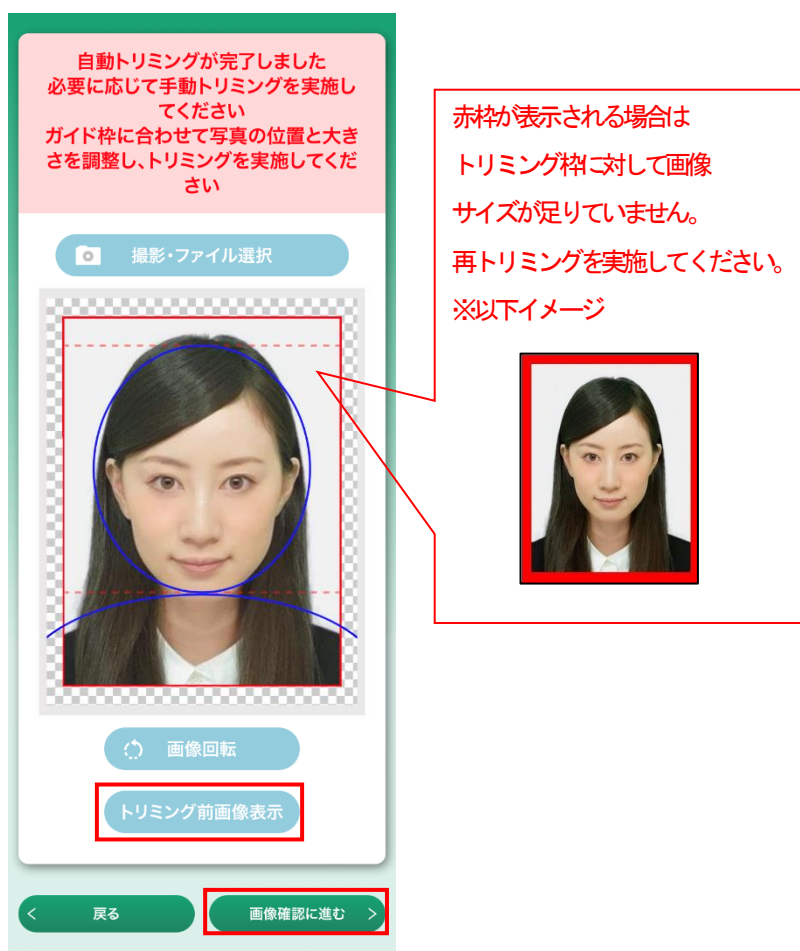 自動トリミングが完了しました
必要に応じて手動トリミングを実施し
てください
ガイド枠に合わせて写真の位置と大き
さを調整し、トリミングを実施してくだ
さい
撮影・ファイル選択
画像回転
トリミング前画像表示
< 戻る
画像確認に進む >
赤枠が表示される場合は
トリミング枠に対して画像
サイズが足りていません。
再トリミングを実施してください。
※以下イメージ